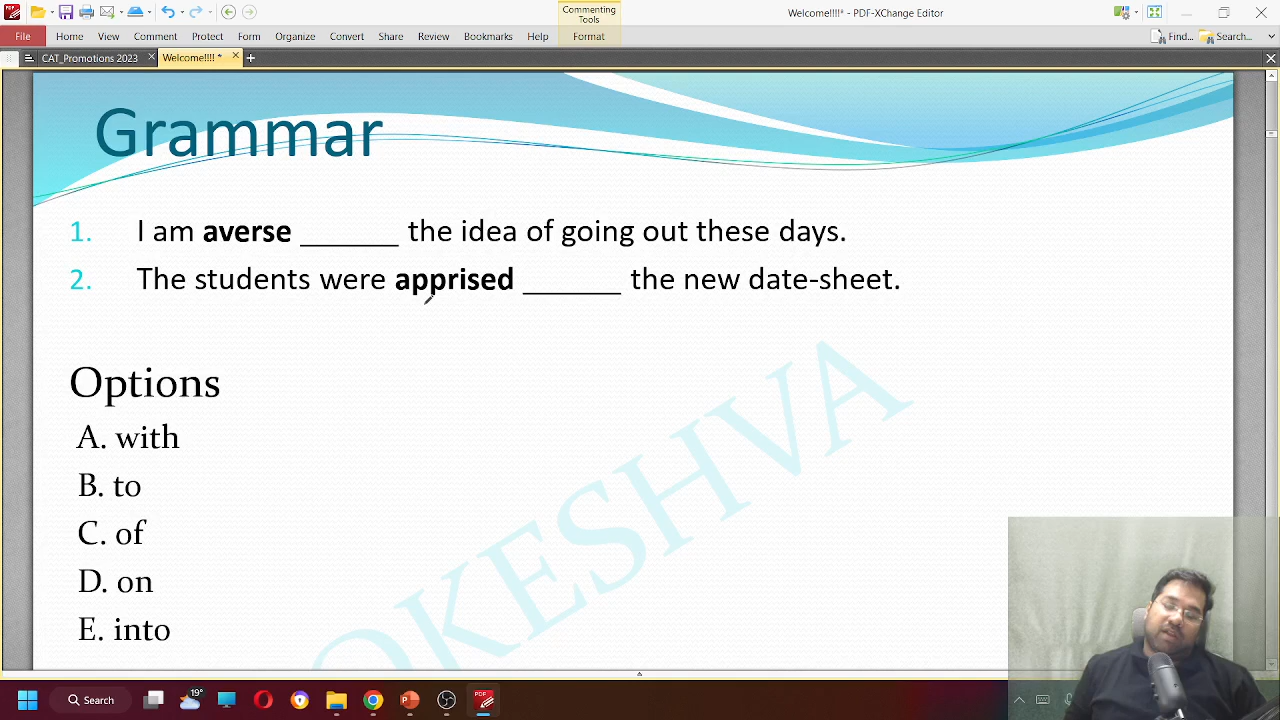 Commenting Tools
Welcome!!!!* - PDF-XChange Editor
File Home View Comment Protect Form Organize Convert Share Review Bookmarks Help Format Find... Search...
CAT_Promotions 2023 Welcome!!!! *
Grammar
1. I am averse ______ the idea of going out these days.
2. The students were apprised ______ the new date-sheet.
Options
A. with
B. to
C. of
D. on
E. into
OKESHVA
19° Search
PDF